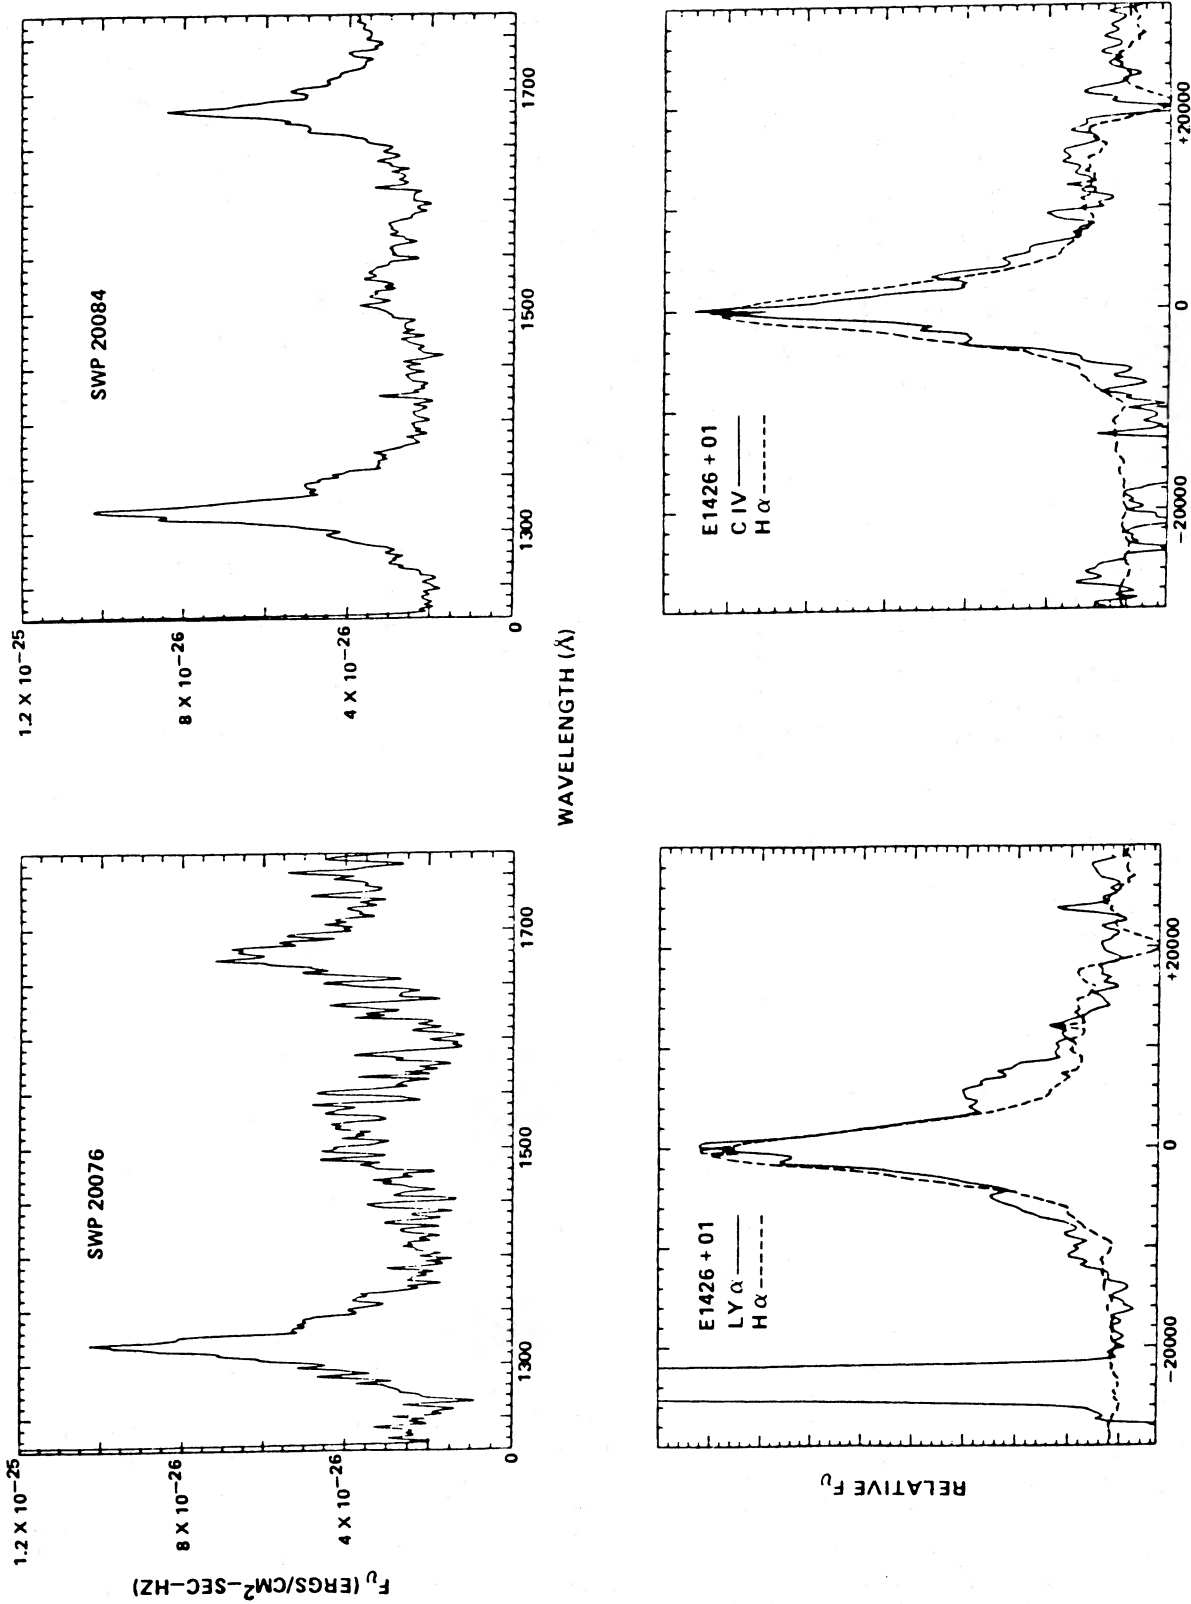 1.2 X 10−25
8 X 10−26
4 X 10−26
0
F_υ (ERGS/CM²−SEC−HZ)
SWP 20076
1300
1500
1700
1.2 X 10−25
8 X 10−26
4 X 10−26
0
SWP 20084
1300
1500
1700
WAVELENGTH (Å)
RELATIVE F_υ
E1426 + 01
LY α
H α
−20000
0
+20000
E1426 + 01
C IV
H α
−20000
0
+20000